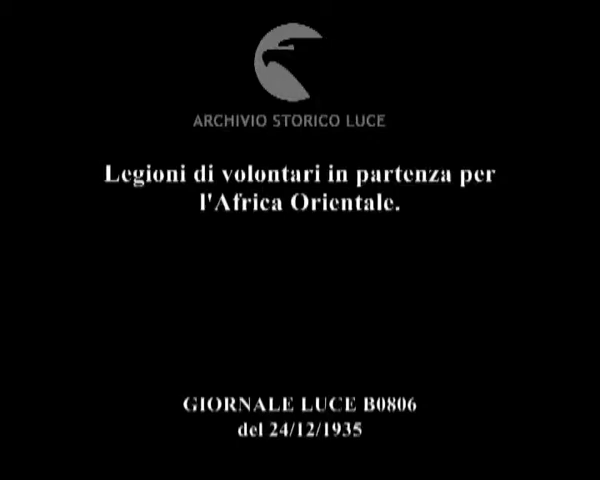 ARCHIVIO STORICO LUCE
Legioni di volontari in partenza per
l'Africa Orientale.
GIORNALE LUCE B0806
del 24/12/1935